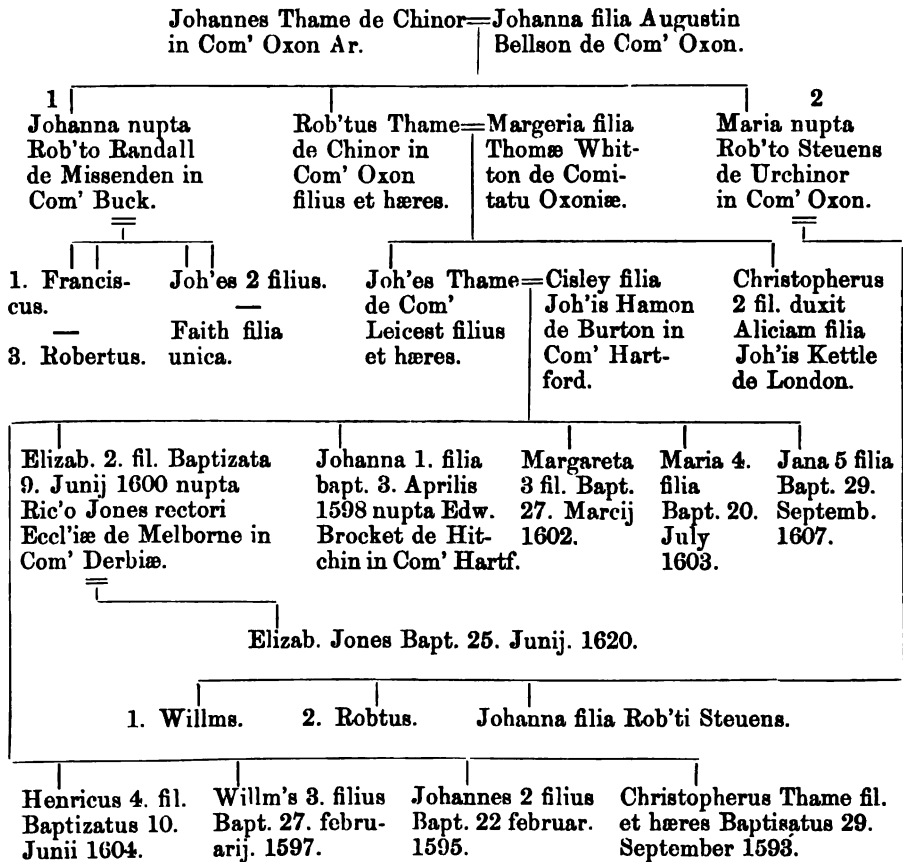 Johannes Thame de Chinor=Johanna filia Augustin
in Com' Oxon Ar. Bellson de Com' Oxon.
1
Johanna nupta
Rob'to Randall
de Missenden in
Com' Buck.
Rob'tus Thame=Margeria filia
de Chinor in Thomæ Whit-
Com' Oxon ton de Comi-
filius et hæres. tatu Oxoniæ.
2
Maria nupta
Rob'to Steuens
de Urchinor
in Com' Oxon.
1. Francis-
cus.
—
3. Robertus.
Joh'es 2 filius.
—
Faith filia
unica.
Joh'es Thame=Cisley filia
de Com' Joh'is Hamon
Leicest filius de Burton in
et hæres. Com' Hart-
ford.
Christopherus
2 fil. duxit
Aliciam filia
Joh'is Kettle
de London.
Elizab. 2. fil. Baptizata
9. Junij 1600 nupta
Ric'o Jones rectori
Eccl'iæ de Melborne in
Com' Derbiæ.
Johanna 1. filia
bapt. 3. Aprilis
1598 nupta Edw.
Brocket de Hit-
chin in Com' Hartf.
Margareta
3 fil. Bapt.
27. Marcij
1602.
Maria 4.
filia
Bapt. 20.
July
1603.
Jana 5 filia
Bapt. 29.
Septemb.
1607.
Elizab. Jones Bapt. 25. Junij. 1620.
1. Willms. 2. Robtus. Johanna filia Rob'ti Steuens.
Henricus 4. fil.
Baptizatus 10.
Junii 1604.
Willm's 3. filius
Bapt. 27. febru-
arij. 1597.
Johannes 2 filius
Bapt. 22 februar.
1595.
Christopherus Thame fil.
et hæres Baptisatus 29.
September 1593.